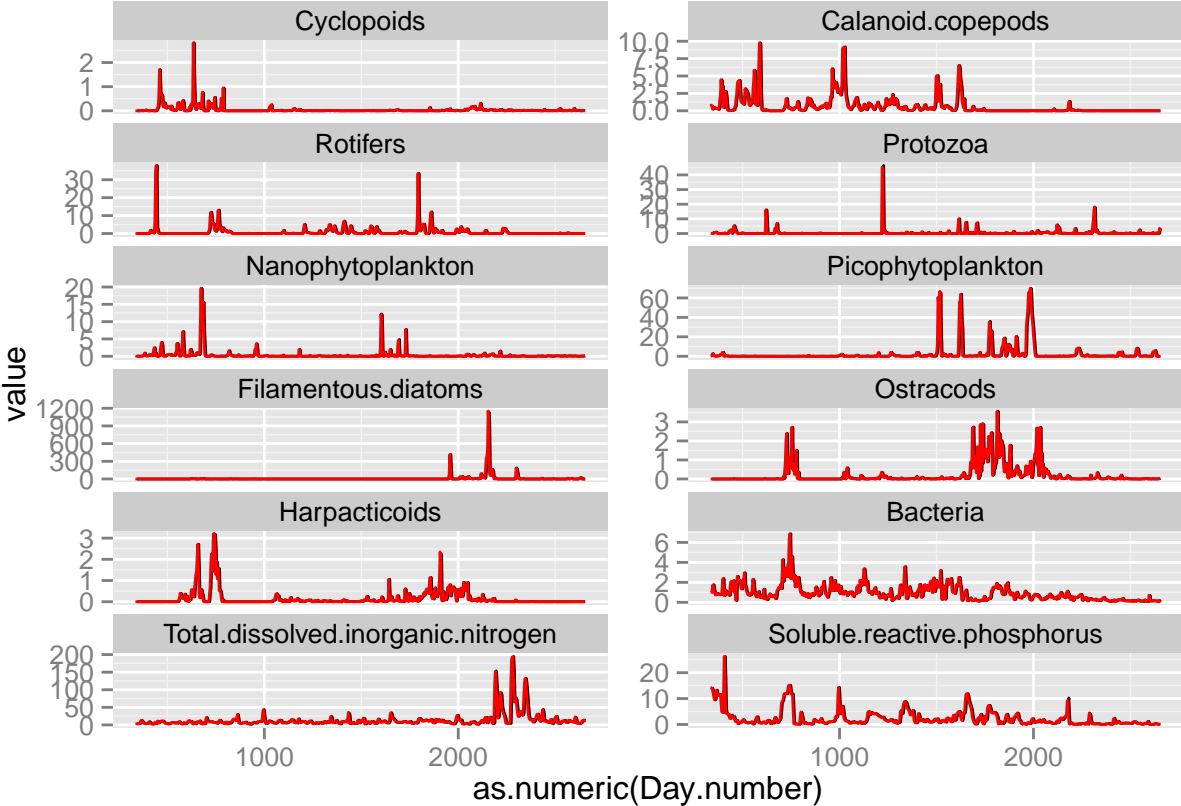 Cyclopoids Calanoid.copepods
2 1 0
10.0 7.5 5.0 2.5 0.0
Rotifers Protozoa
30 20 10 0
40 30 20 10 0
Nanophytoplankton Picophytoplankton
20 15 10 5 0
60 40 20 0
Filamentous.diatoms Ostracods
1200 900 600 300 0
3 2 1 0
Harpacticoids Bacteria
3 2 1 0
6 4 2 0
Total.dissolved.inorganic.nitrogen Soluble.reactive.phosphorus
200 150 100 50 0
20 10 0
1000 2000 1000 2000
value
as.numeric(Day.number)